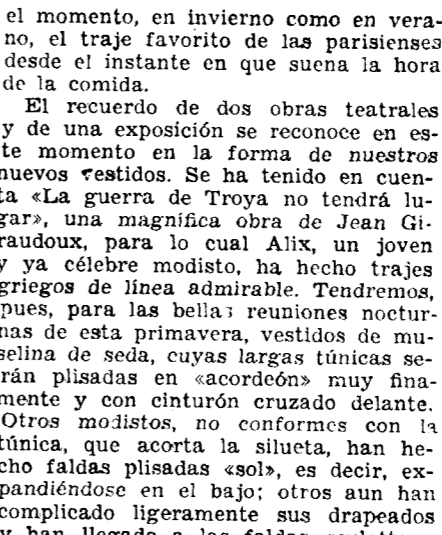 el momento, en invierno como en vera-
no, el traje favorito de las parisienses
desde el instante en que suena la hora
de la comida.
El recuerdo de dos obras teatrales
y de una exposición se reconoce en es-
te momento en la forma de nuestros
nuevos vestidos. Se ha tenido en cuen-
ta «La guerra de Troya no tendrá lu-
gar», una magnífica obra de Jean Gi-
raudoux, para lo cual Alix, un joven
y ya célebre modisto, ha hecho trajes
griegos de línea admirable. Tendremos,
pues, para las bellas reuniones noctur-
nas de esta primavera, vestidos de mu-
selina de seda, cuyas largas túnicas se-
rán plisadas en «acordeón» muy fina-
mente y con cinturón cruzado delante.
Otros modistos, no conformes con la
túnica, que acorta la silueta, han he-
cho faldas plisadas «sol», es decir, ex-
pandiéndose en el bajo; otros aun han
complicado ligeramente sus drapeados
y han llegado a las faldas